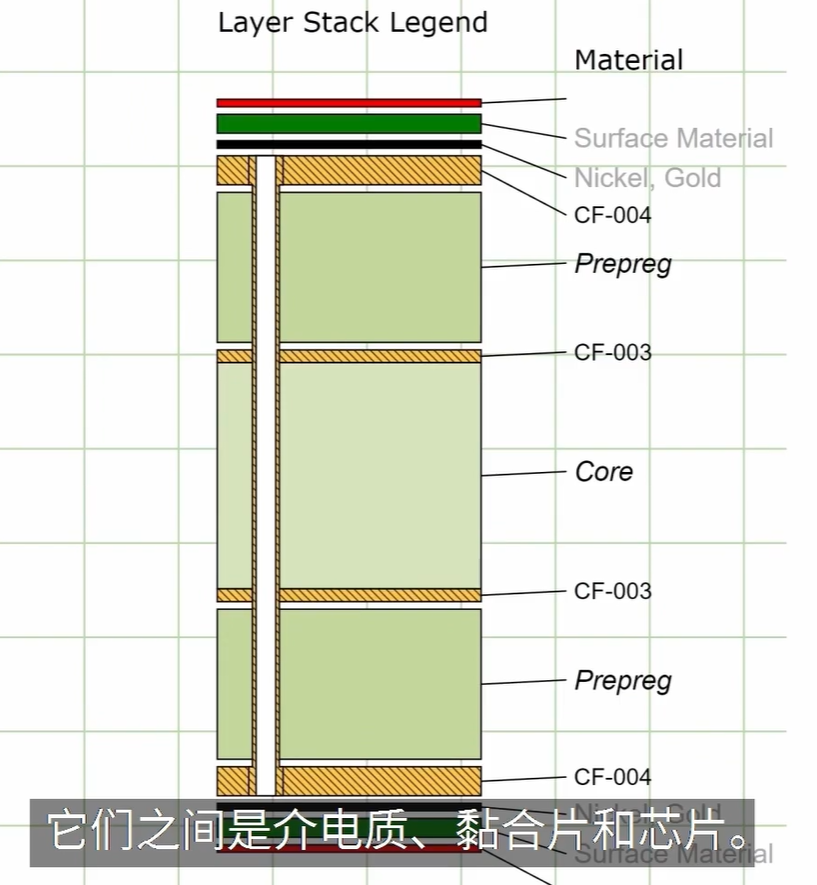 Layer Stack Legend
Material
Surface Material
Nickel, Gold
CF-004
Prepreg
CF-003
Core
CF-003
Prepreg
CF-004
Nickel, Gold
它们之间是介电质、黏合片和芯片。
Surface Material